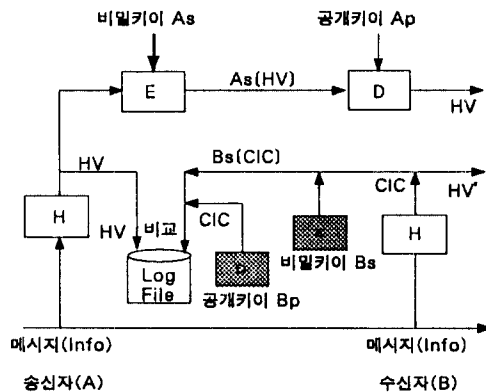 비밀키이 As
공개키이 Ap
E
As(HV)
D
HV
HV
Bs(CIC)
CIC
HV'
H
HV
비교
CIC
H
Log
File
D
공개키이 Bp
비밀키이 Bs
메시지(Info)
메시지(Info)
송신자(A)
수신자(B)